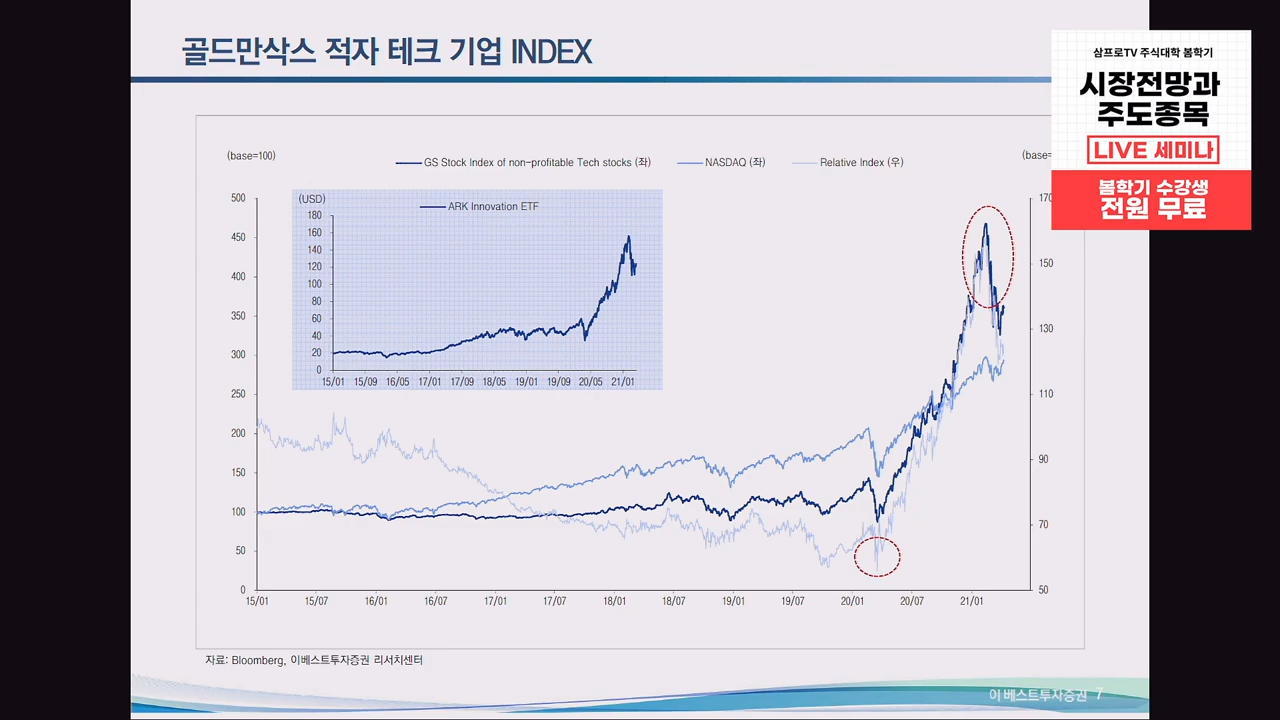 골드만삭스 적자 테크 기업 INDEX
삼프로TV 주식대학 봄학기
시장전망과
주도종목
LIVE 세미나
봄학기 수강생
전원 무료
(base=100)
GS Stock Index of non-profitable Tech stocks (좌)
NASDAQ (좌)
Relative Index (우)
(base=
500
450
400
350
300
250
200
150
100
50
0
(USD)
ARK Innovation ETF
180
160
140
120
100
80
60
40
20
0
15/01 15/09 16/05 17/01 17/09 18/05 19/01 19/09 20/05 21/01
170
150
130
110
90
70
50
15/01 15/07 16/01 16/07 17/01 17/07 18/01 18/07 19/01 19/07 20/01 20/07 21/01
자료: Bloomberg, 이베스트투자증권 리서치센터
이베스트투자증권 7